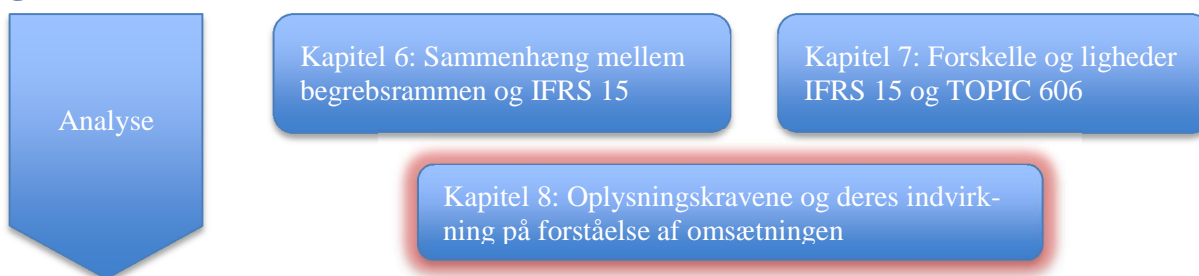 Analyse
Kapitel 6: Sammenhæng mellem
begrebsrammen og IFRS 15
Kapitel 7: Forskelle og ligheder
IFRS 15 og TOPIC 606
Kapitel 8: Oplysningskravene og deres indvirk-
ning på forståelse af omsætningen